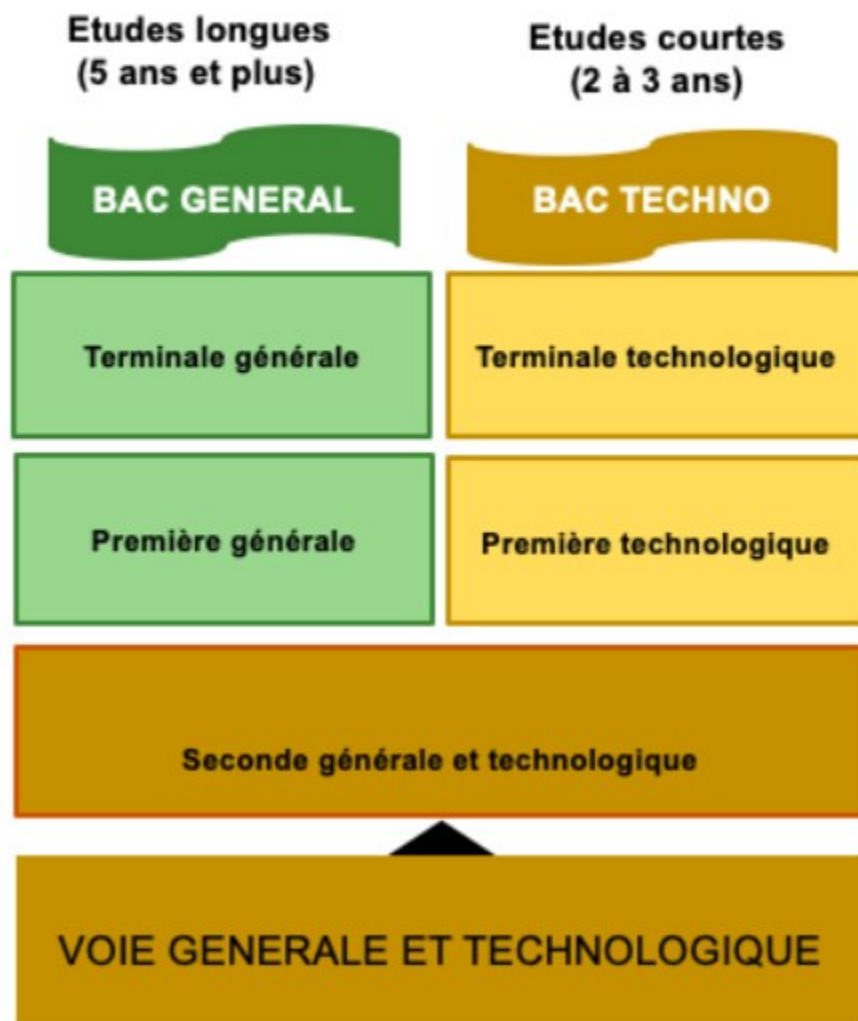 Etudes longues
(5 ans et plus)
Etudes courtes
(2 à 3 ans)
BAC GENERAL
BAC TECHNO
Terminale générale
Terminale technologique
Première générale
Première technologique
Seconde générale et technologique
VOIE GENERALE ET TECHNOLOGIQUE